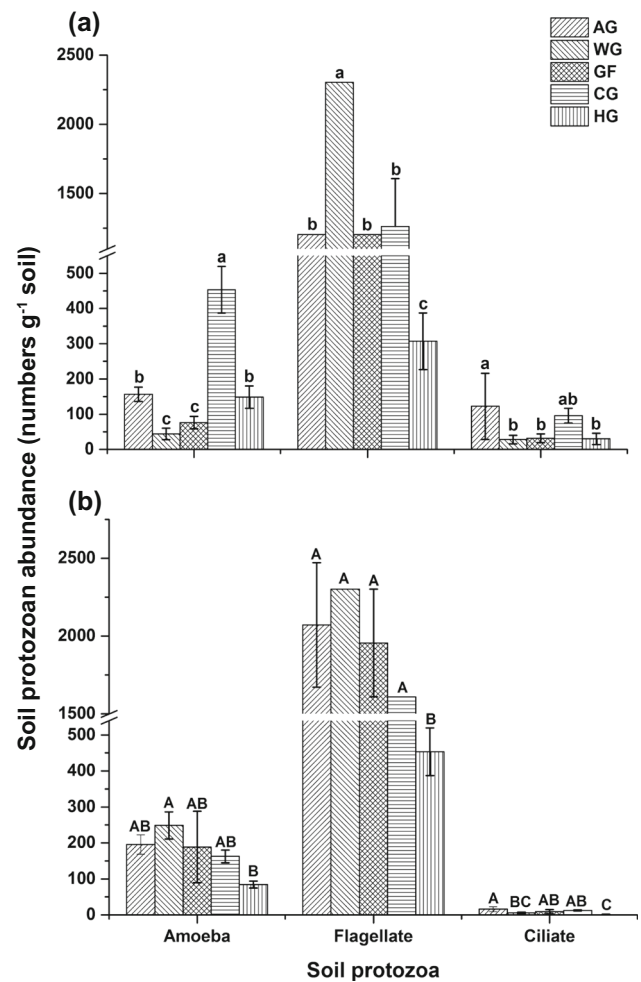 (a)
AG
WG
GF
CG
HG
Soil protozoan abundance (numbers g⁻¹ soil)
2500
2000
1500
500
400
300
200
100
0
b c c a b
b a b b c
a b b ab b
(b)
2500
2000
1500
500
400
300
200
100
0
AB A AB AB B
A A A A B
A BC AB AB C
Amoeba Flagellate Ciliate
Soil protozoa